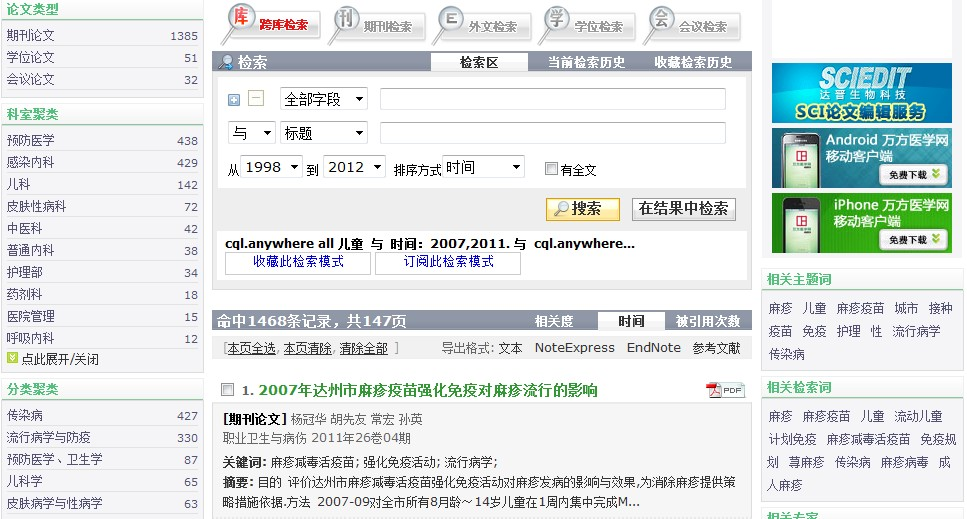 论文类型
期刊论文 1385
学位论文 51
会议论文 32
科室聚类
预防医学 438
感染内科 429
儿科 142
皮肤性病科 72
中医科 42
普通内科 38
护理部 34
药剂科 18
医院管理 15
呼吸内科 12
点此展开/关闭
分类聚类
传染病 427
流行病学与防疫 330
预防医学、卫生学 87
儿科学 65
皮肤病学与性病学 63
库 跨库检索 刊 期刊检索 E 外文检索 学 学位检索 会 会议检索
检索 检索区 当前检索历史 收藏检索历史
全部字段
与 标题
从 1998 到 2012 排序方式 时间 有全文
搜索 在结果中检索
cql.anywhere all 儿童 与 时间：2007,2011. 与 cql.anywhere...
收藏此检索模式 订阅此检索模式
命中1468条记录，共147页 相关度 时间 被引用次数
[本页全选, 本页清除, 清除全部 ] 导出格式: 文本 NoteExpress EndNote 参考文献
1. 2007年达州市麻疹疫苗强化免疫对麻疹流行的影响 PDF
[期刊论文] 杨冠华 胡先友 常宏 孙英
职业卫生与病伤 2011年26卷04期
关键词: 麻疹减毒活疫苗; 强化免疫活动; 流行病学;
摘要: 目的 评价达州市麻疹减毒活疫苗强化免疫活动对麻疹发病的影响与效果,为消除麻疹提供策
略措施依据.方法 2007-09对全市所有8月龄～14岁儿童在1周内集中完成M...
SCIEDIT
达晋生物科技
SCI论文编辑服务
Android 万方医学网
移动客户端
免费下载
iPhone 万方医学网
移动客户端
免费下载
相关主题词
麻疹 儿童 麻疹疫苗 城市 接种
疫苗 免疫 护理 性 流行病学
传染病
相关检索词
麻疹 麻疹疫苗 儿童 流动儿童
计划免疫 麻疹减毒活疫苗 免疫规
划 荨麻疹 传染病 麻疹病毒 成
人麻疹
相关专家